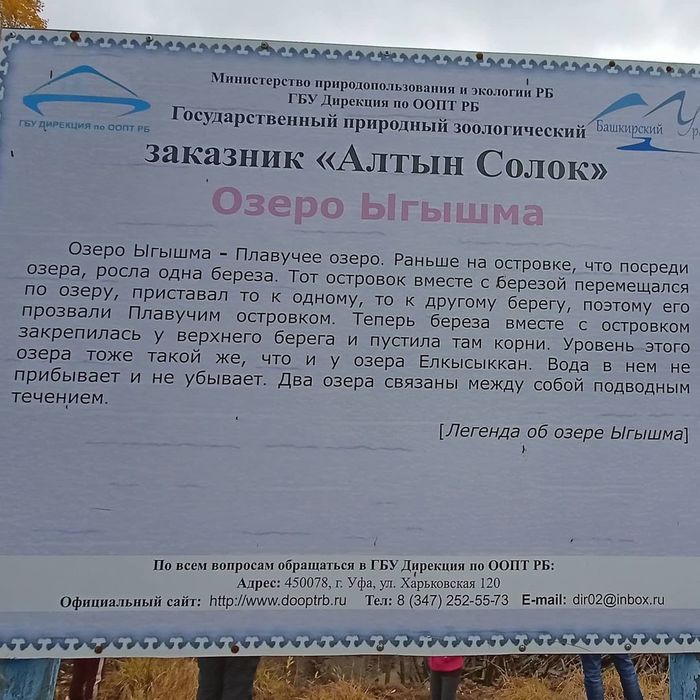 Министерство природопользования и экологии РБ
ГБУ Дирекция по ООПТ РБ
ГБУ ДИРЕКЦИЯ по ООПТ РБ
Государственный природный зоологический
Башкирский
заказник «Алтын Солок»
Озеро Ыгышма
Озеро Ыгышма – Плавучее озеро. Раньше на островке, что посреди
озера, росла одна береза. Тот островок вместе с березой перемещался
по озеру, приставал то к одному, то к другому берегу, поэтому его
прозвали Плавучим островком. Теперь береза вместе с островком
закрепилась у верхнего берега и пустила там корни. Уровень этого
озера тоже такой же, что и у озера Елкысыккан. Вода в нем не
прибывает и не убывает. Два озера связаны между собой подводным
течением.
[Легенда об озере Ыгышма]
По всем вопросам обращаться в ГБУ Дирекция по ООПТ РБ:
Адрес: 450078, г. Уфа, ул. Харьковская 120
Официальный сайт: http://www.dooptrb.ru Тел: 8 (347) 252-55-73 E-mail: dir02@inbox.ru